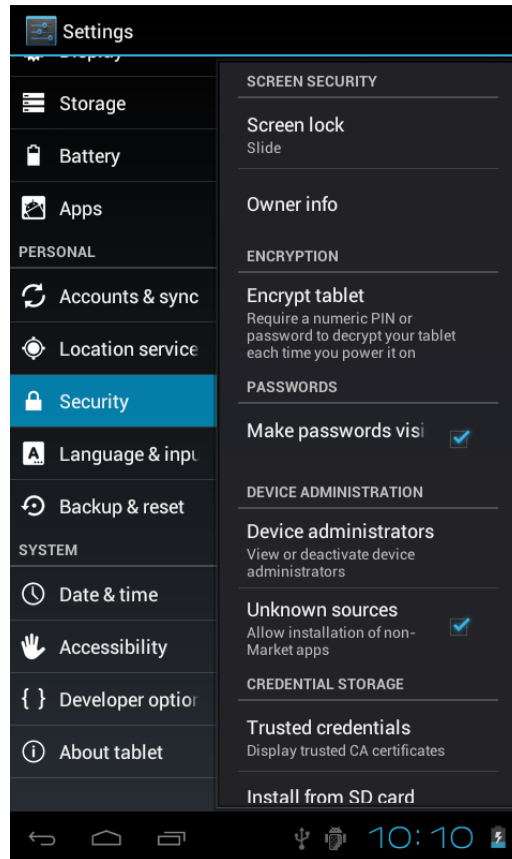 Settings
Display
Storage
Battery
Apps
PERSONAL
Accounts & sync
Location service
Security
Language & inpu
Backup & reset
SYSTEM
Date & time
Accessibility
{ } Developer option
About tablet
SCREEN SECURITY
Screen lock
Slide
Owner info
ENCRYPTION
Encrypt tablet
Require a numeric PIN or
password to decrypt your tablet
each time you power it on
PASSWORDS
Make passwords visi
DEVICE ADMINISTRATION
Device administrators
View or deactivate device
administrators
Unknown sources
Allow installation of non-
Market apps
CREDENTIAL STORAGE
Trusted credentials
Display trusted CA certificates
Install from SD card
10:10